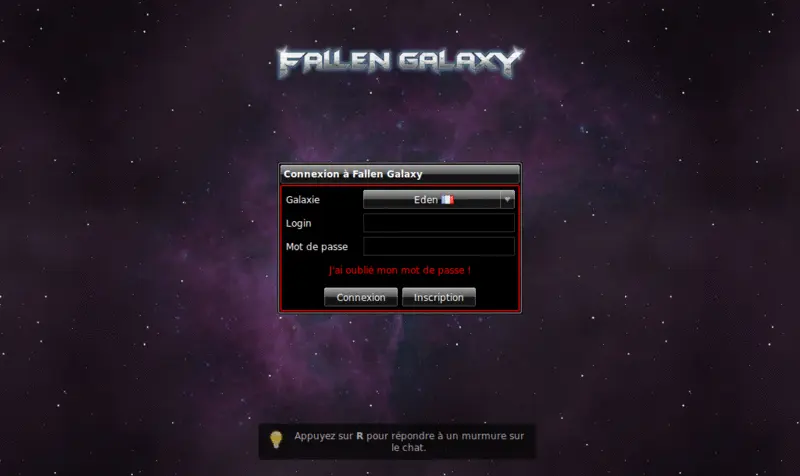 FALLEN GALAXY
Connexion à Fallen Galaxy
Galaxie
Eden
Login
Mot de passe
J'ai oublié mon mot de passe !
Connexion
Inscription
Appuyez sur R pour répondre à un murmure sur
le chat.